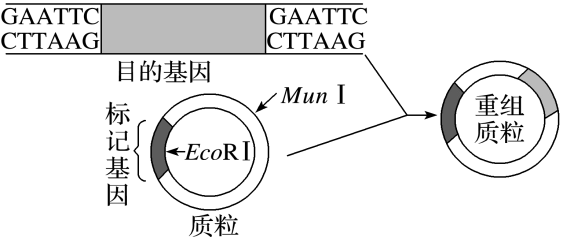 GAATTC GAATTC
CTTAAG CTTAAG
目的基因
Mun Ⅰ
标记基因
EcoRⅠ
质粒
重组
质粒